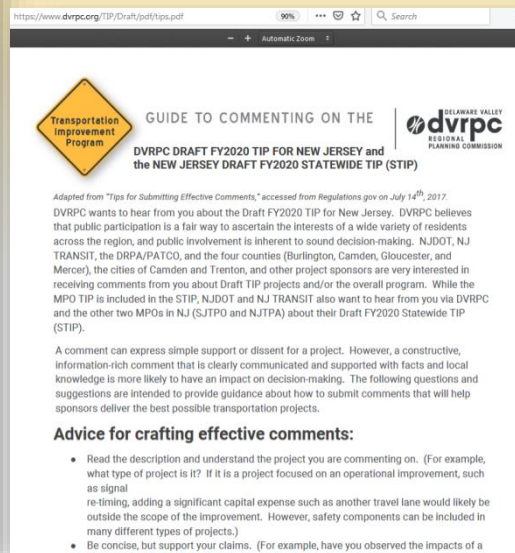 https://www.dvrpc.org/TIP/Draft/pdf/tips.pdf
90%
Search
Automatic Zoom
Transportation
Improvement
Program
GUIDE TO COMMENTING ON THE
DVRPC DRAFT FY2020 TIP FOR NEW JERSEY and
the NEW JERSEY DRAFT FY2020 STATEWIDE TIP (STIP)
DELAWARE VALLEY
dvrpc
REGIONAL
PLANNING COMMISSION
Adapted from "Tips for Submitting Effective Comments," accessed from Regulations.gov on July 14th, 2017.
DVRPC wants to hear from you about the Draft FY2020 TIP for New Jersey. DVRPC believes
that public participation is a fair way to ascertain the interests of a wide variety of residents
across the region, and public involvement is inherent to sound decision-making. NJDOT, NJ
TRANSIT, the DRPA/PATCO, and the four counties (Burlington, Camden, Gloucester, and
Mercer), the cities of Camden and Trenton, and other project sponsors are very interested in
receiving comments from you about Draft TIP projects and/or the overall program. While the
MPO TIP is included in the STIP, NJDOT and NJ TRANSIT also want to hear from you via DVRPC
and the other two MPOs in NJ (SJTPO and NJTPA) about their Draft FY2020 Statewide TIP
(STIP).
A comment can express simple support or dissent for a project. However, a constructive,
information-rich comment that is clearly communicated and supported with facts and local
knowledge is more likely to have an impact on decision-making. The following questions and
suggestions are intended to provide guidance about how to submit comments that will help
sponsors deliver the best possible transportation projects.
Advice for crafting effective comments:
• Read the description and understand the project you are commenting on. (For example,
what type of project is it? If it is a project focused on an operational improvement, such
as signal
re-timing, adding a significant capital expense such as another travel lane would likely be
outside the scope of the improvement. However, safety components can be included in
many different types of projects.)
• Be concise, but support your claims. (For example, have you observed the impacts of a